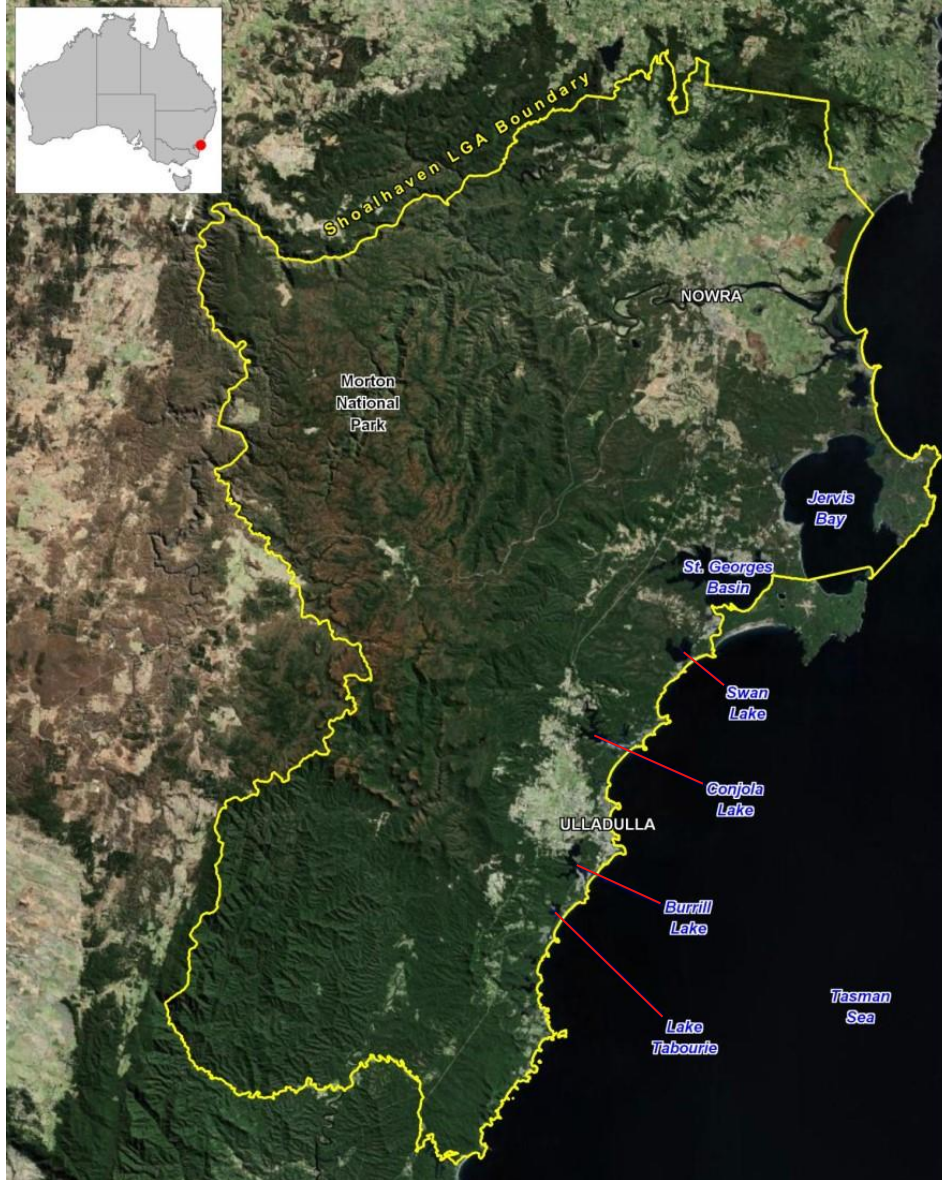 Shoalhaven LGA Boundary
NOWRA
Morton
National
Park
Jervis
Bay
St. Georges
Basin
Swan
Lake
Conjola
Lake
ULLADULLA
Burrill
Lake
Tasman
Sea
Lake
Tabourie